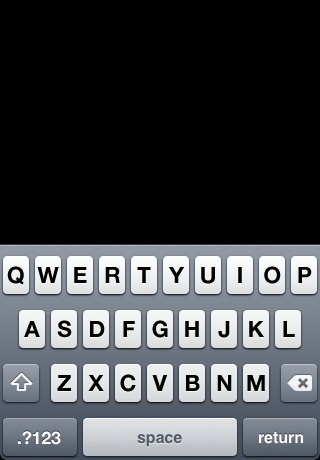 Q W E R T Y U I O P
A S D F G H J K L
Z X C V B N M
.?123 space return